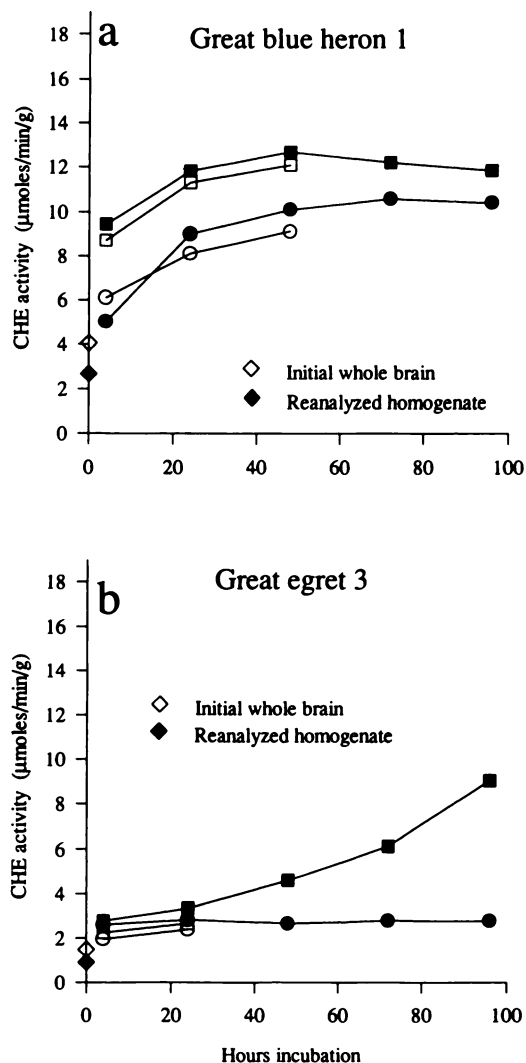 a
Great blue heron 1
CHE activity (µmoles/min/g)
18
16
14
12
10
8
6
4
2
0
Initial whole brain
Reanalyzed homogenate
0
20
40
60
80
100
b
Great egret 3
CHE activity (µmoles/min/g)
18
16
14
12
10
8
6
4
2
0
Initial whole brain
Reanalyzed homogenate
0
20
40
60
80
100
Hours incubation